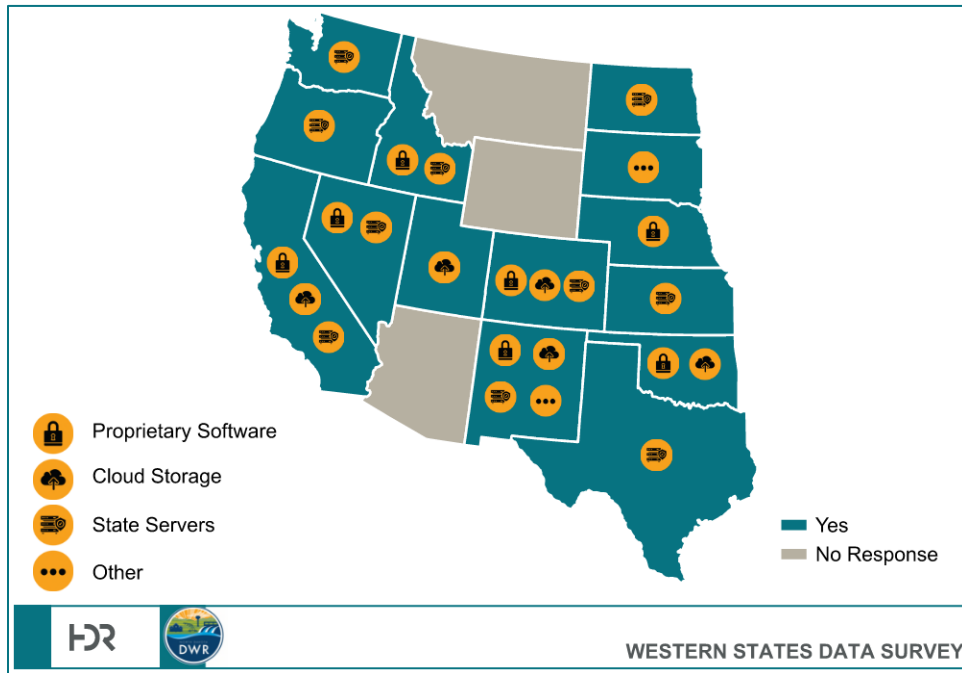 Proprietary Software
Cloud Storage
State Servers
Other
Yes
No Response
HDR
DWR
WESTERN STATES DATA SURVEY